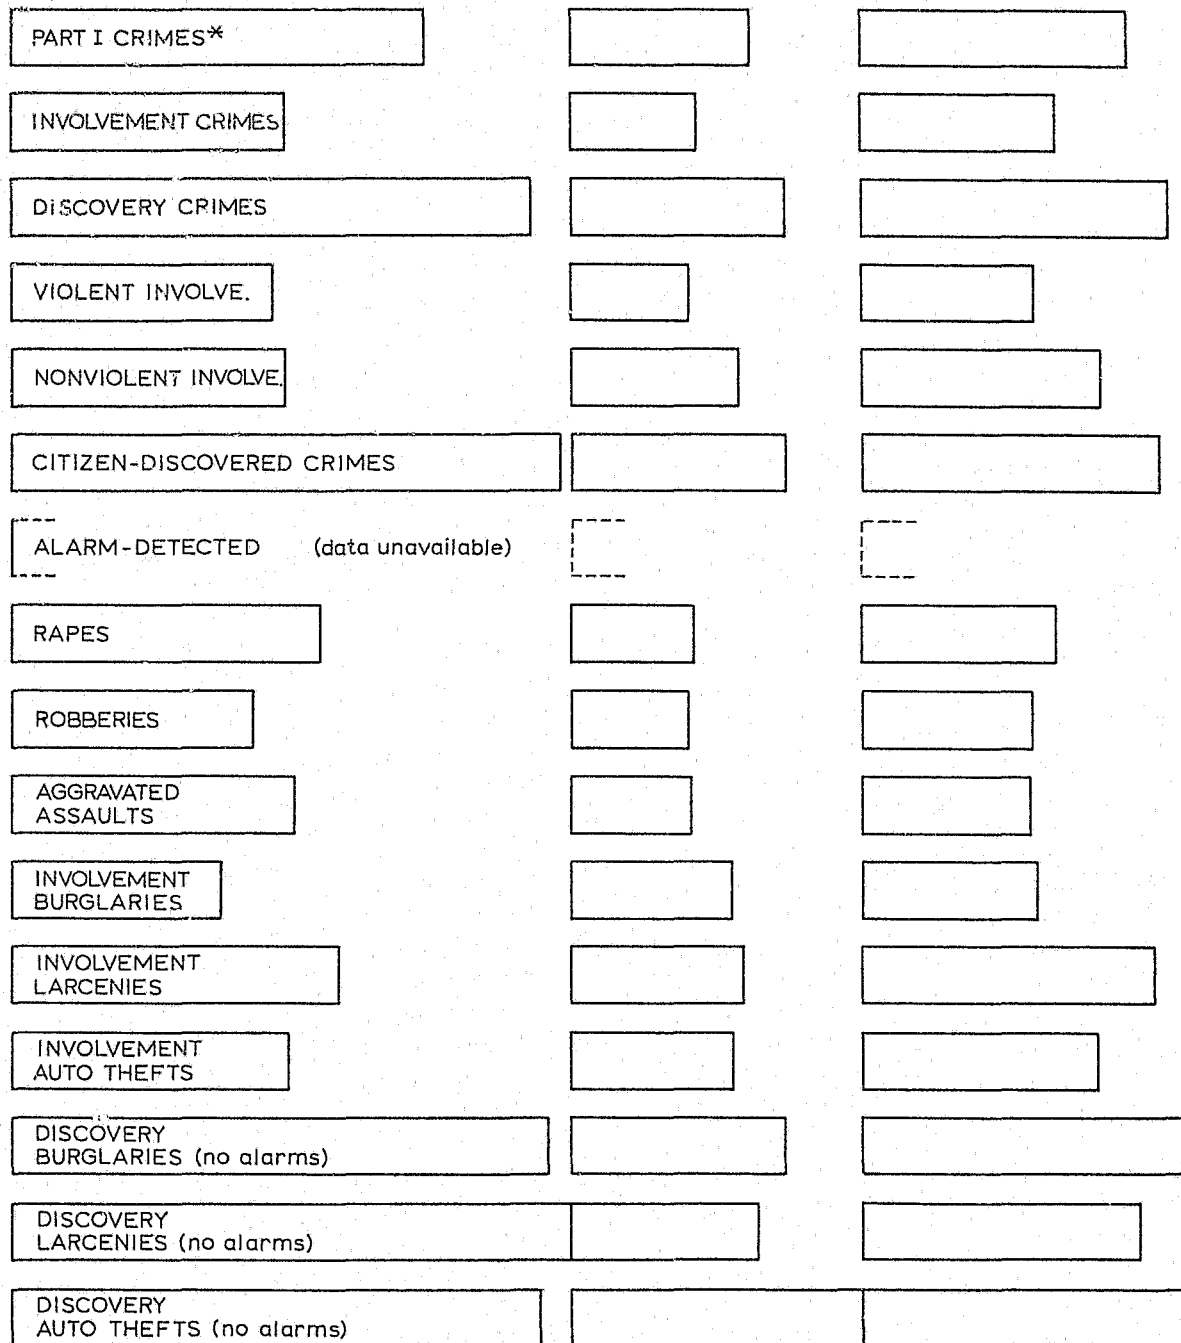 PART I CRIMES*
INVOLVEMENT CRIMES
DISCOVERY CRIMES
VIOLENT INVOLVE.
NONVIOLENT INVOLVE.
CITIZEN-DISCOVERED CRIMES
ALARM-DETECTED (data unavailable)
RAPES
ROBBERIES
AGGRAVATED
ASSAULTS
INVOLVEMENT
BURGLARIES
INVOLVEMENT
LARCENIES
INVOLVEMENT
AUTO THEFTS
DISCOVERY
BURGLARIES (no alarms)
DISCOVERY
LARCENIES (no alarms)
DISCOVERY
AUTO THEFTS (no alarms)